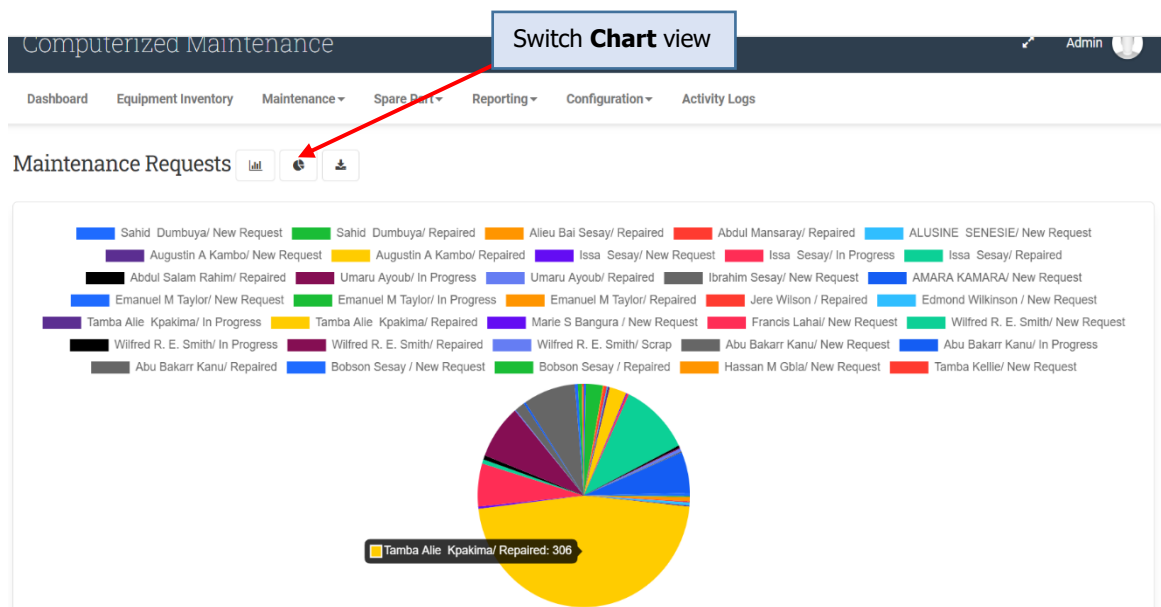 Switch Chart view
Computerized Maintenance
Admin
Dashboard Equipment Inventory Maintenance Spare Part Reporting Configuration Activity Logs
Maintenance Requests
Sahid Dumbuya/ New Request Sahid Dumbuya/ Repaired Alieu Bai Sesay/ Repaired Abdul Mansaray/ Repaired ALUSINE SENESIE/ New Request
Augustin A Kambo/ New Request Augustin A Kambo/ Repaired Issa Sesay/ New Request Issa Sesay/ In Progress Issa Sesay/ Repaired
Abdul Salam Rahim/ Repaired Umaru Ayoub/ In Progress Umaru Ayoub/ Repaired Ibrahim Sesay/ New Request AMARA KAMARA/ New Request
Emanuel M Taylor/ New Request Emanuel M Taylor/ In Progress Emanuel M Taylor/ Repaired Jere Wilson / Repaired Edmond Wilkinson / New Request
Tamba Alie Kpakima/ In Progress Tamba Alie Kpakima/ Repaired Marie S Bangura / New Request Francis Lahai/ New Request Wilfred R. E. Smith/ New Request
Wilfred R. E. Smith/ In Progress Wilfred R. E. Smith/ Repaired Wilfred R. E. Smith/ Scrap Abu Bakarr Kanu/ New Request Abu Bakarr Kanu/ In Progress
Abu Bakarr Kanu/ Repaired Bobson Sesay / New Request Bobson Sesay / Repaired Hassan M Gbla/ New Request Tamba Kellie/ New Request
Tamba Alie Kpakima/ Repaired: 306